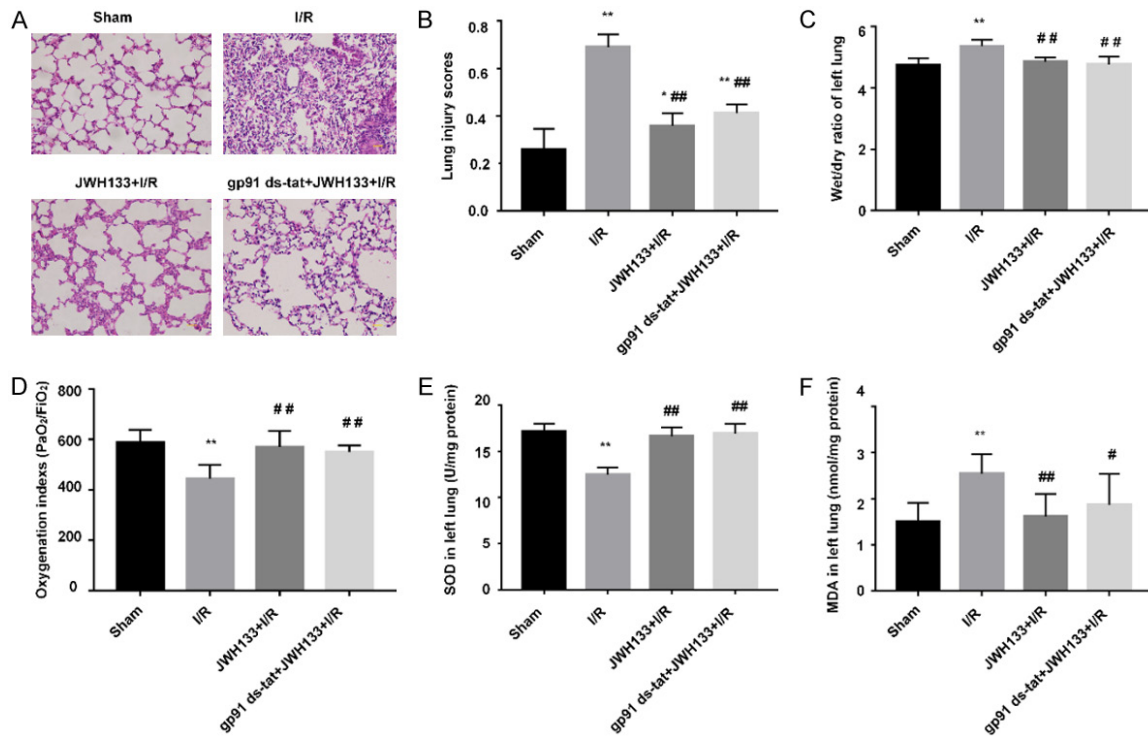 A
Sham
I/R
JWH133+I/R
gp91 ds-tat+JWH133+I/R
B
Lung injury scores
0.8
0.6
0.4
0.2
0.0
**
* ##
** ##
Sham
I/R
JWH133+I/R
gp91 ds-tat+JWH133+I/R
C
Wet/dry ratio of left lung
6
4
2
0
**
# #
# #
Sham
I/R
JWH133+I/R
gp91 ds-tat+JWH133+I/R
D
Oxygenation indexs (PaO₂/FiO₂)
800
600
400
200
0
**
# #
# #
Sham
I/R
JWH133+I/R
gp91 ds-tat+JWH133+I/R
E
SOD in left lung (U/mg protein)
20
15
10
5
0
**
##
##
Sham
I/R
JWH133+I/R
gp91 ds-tat+JWH133+I/R
F
MDA in left lung (nmol/mg protein)
4
3
2
1
0
**
##
#
Sham
I/R
JWH133+I/R
gp91 ds-tat+JWH133+I/R